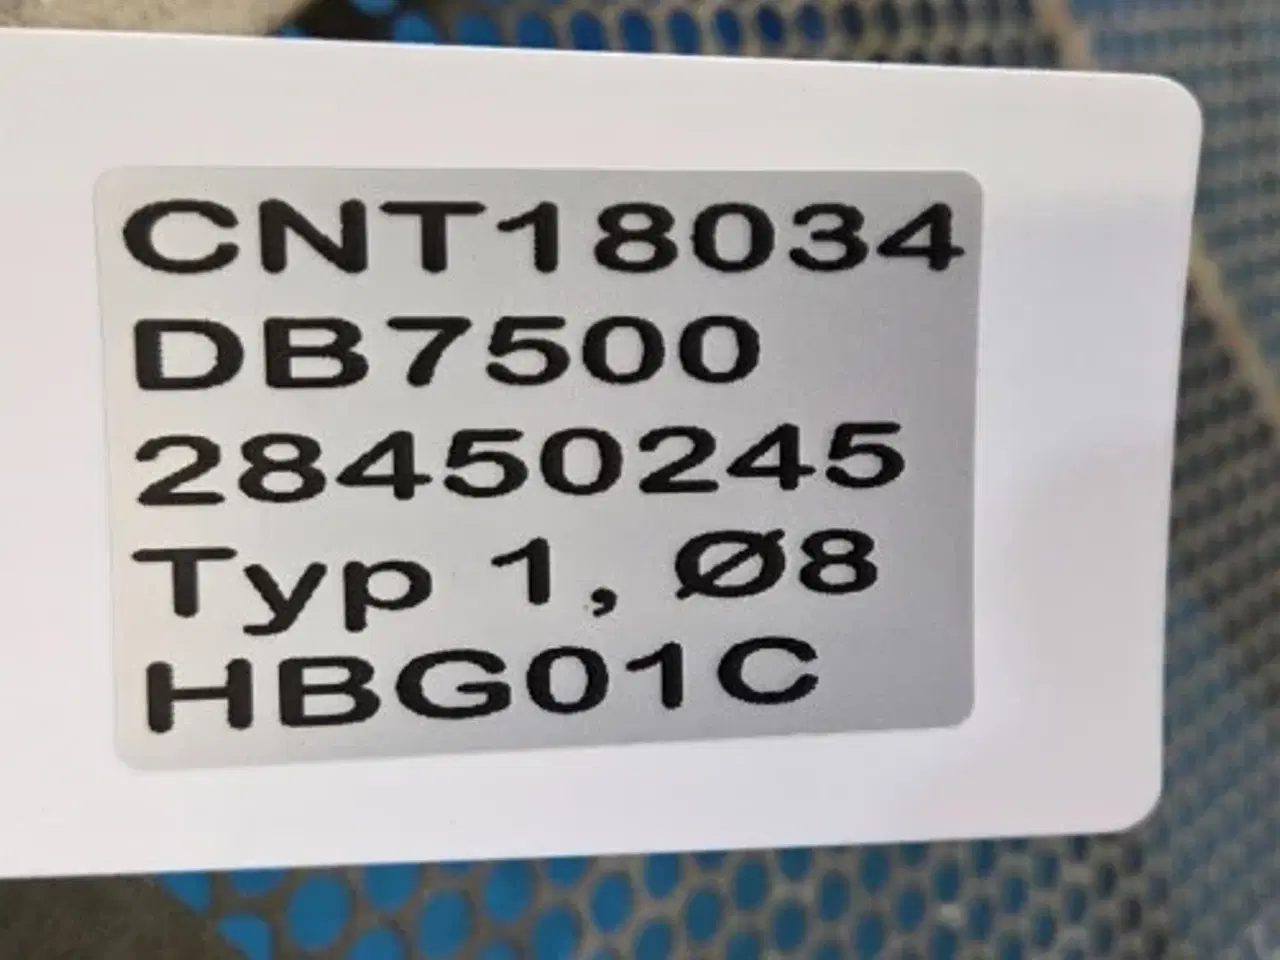 CNT18034
DB7500
28450245
Typ 1, Ø8
HBG01C